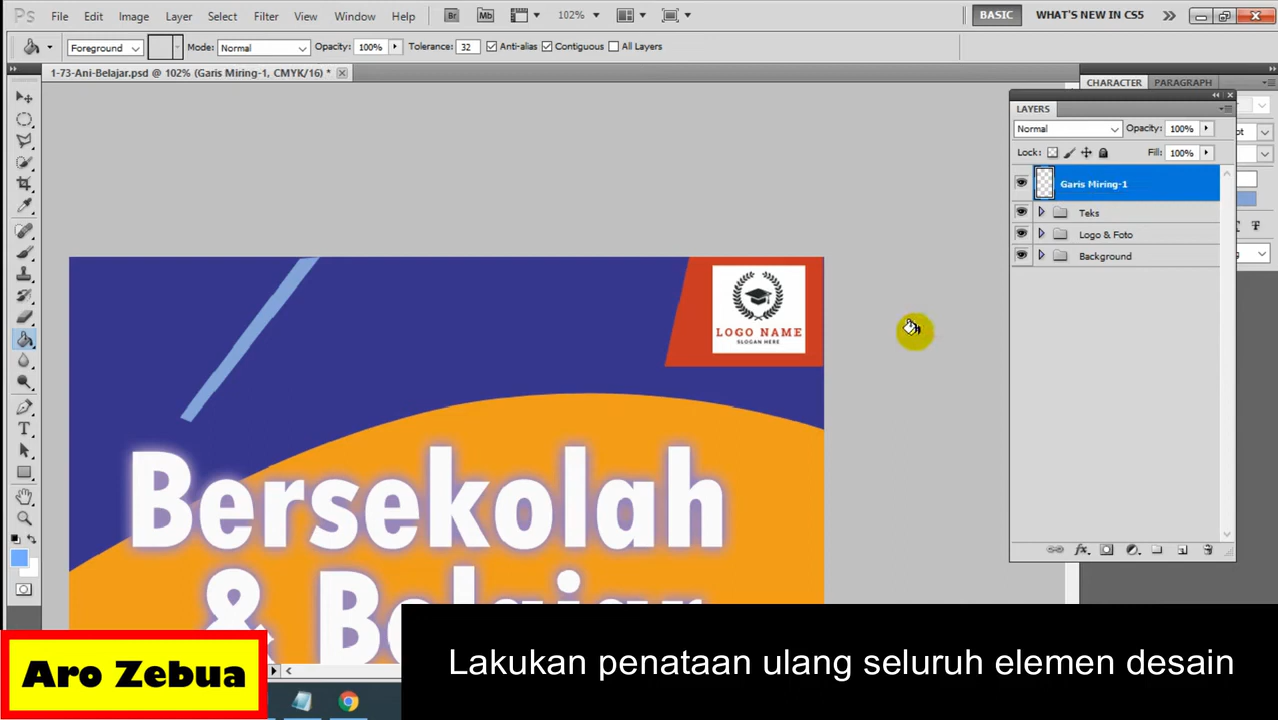 Ps File Edit Image Layer Select Filter View Window Help Br Mb 102% BASIC WHAT'S NEW IN CS5
Foreground Mode: Normal Opacity: 100% Tolerance: 32 Anti-alias Contiguous All Layers
1-73-Ani-Belajar.psd @ 102% (Garis Miring-1, CMYK/16) *
CHARACTER PARAGRAPH
LAYERS
Normal Opacity: 100%
Lock: Fill: 100%
Garis Miring-1
Teks
Logo & Foto
Background
LOGO NAME
SLOGAN HERE
Bersekolah
& Belajar
Aro Zebua
Lakukan penataan ulang seluruh elemen desain